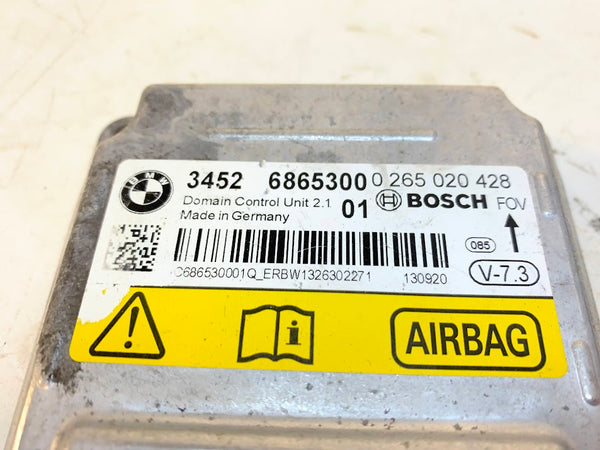 BMW
3452 6865300 0 265 020 428
Domain Control Unit 2.1 01 BOSCH FOV
Made in Germany
085
V-7.3
C686530001Q_ERBW1326302271 130920
AIRBAG